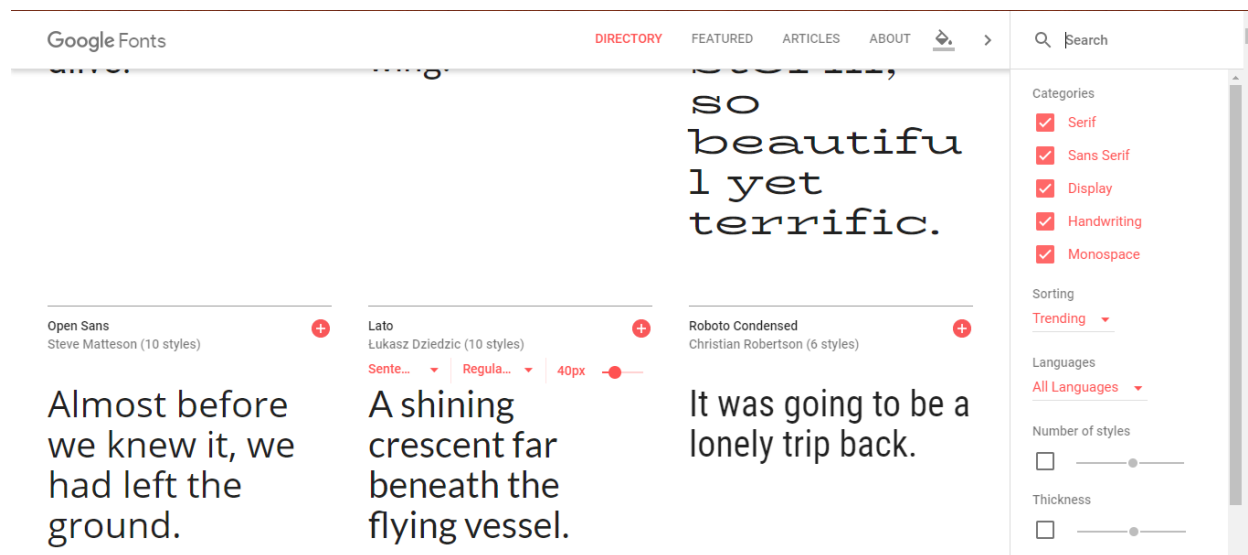 Google Fonts
DIRECTORY
FEATURED
ARTICLES
ABOUT
Search
so
beautifu
l yet
terrific.
Open Sans
Steve Matteson (10 styles)
Almost before
we knew it, we
had left the
ground.
Lato
Łukasz Dziedzic (10 styles)
Sente...
Regula...
40px
A shining
crescent far
beneath the
flying vessel.
Roboto Condensed
Christian Robertson (6 styles)
It was going to be a
lonely trip back.
Categories
Serif
Sans Serif
Display
Handwriting
Monospace
Sorting
Trending
Languages
All Languages
Number of styles
Thickness